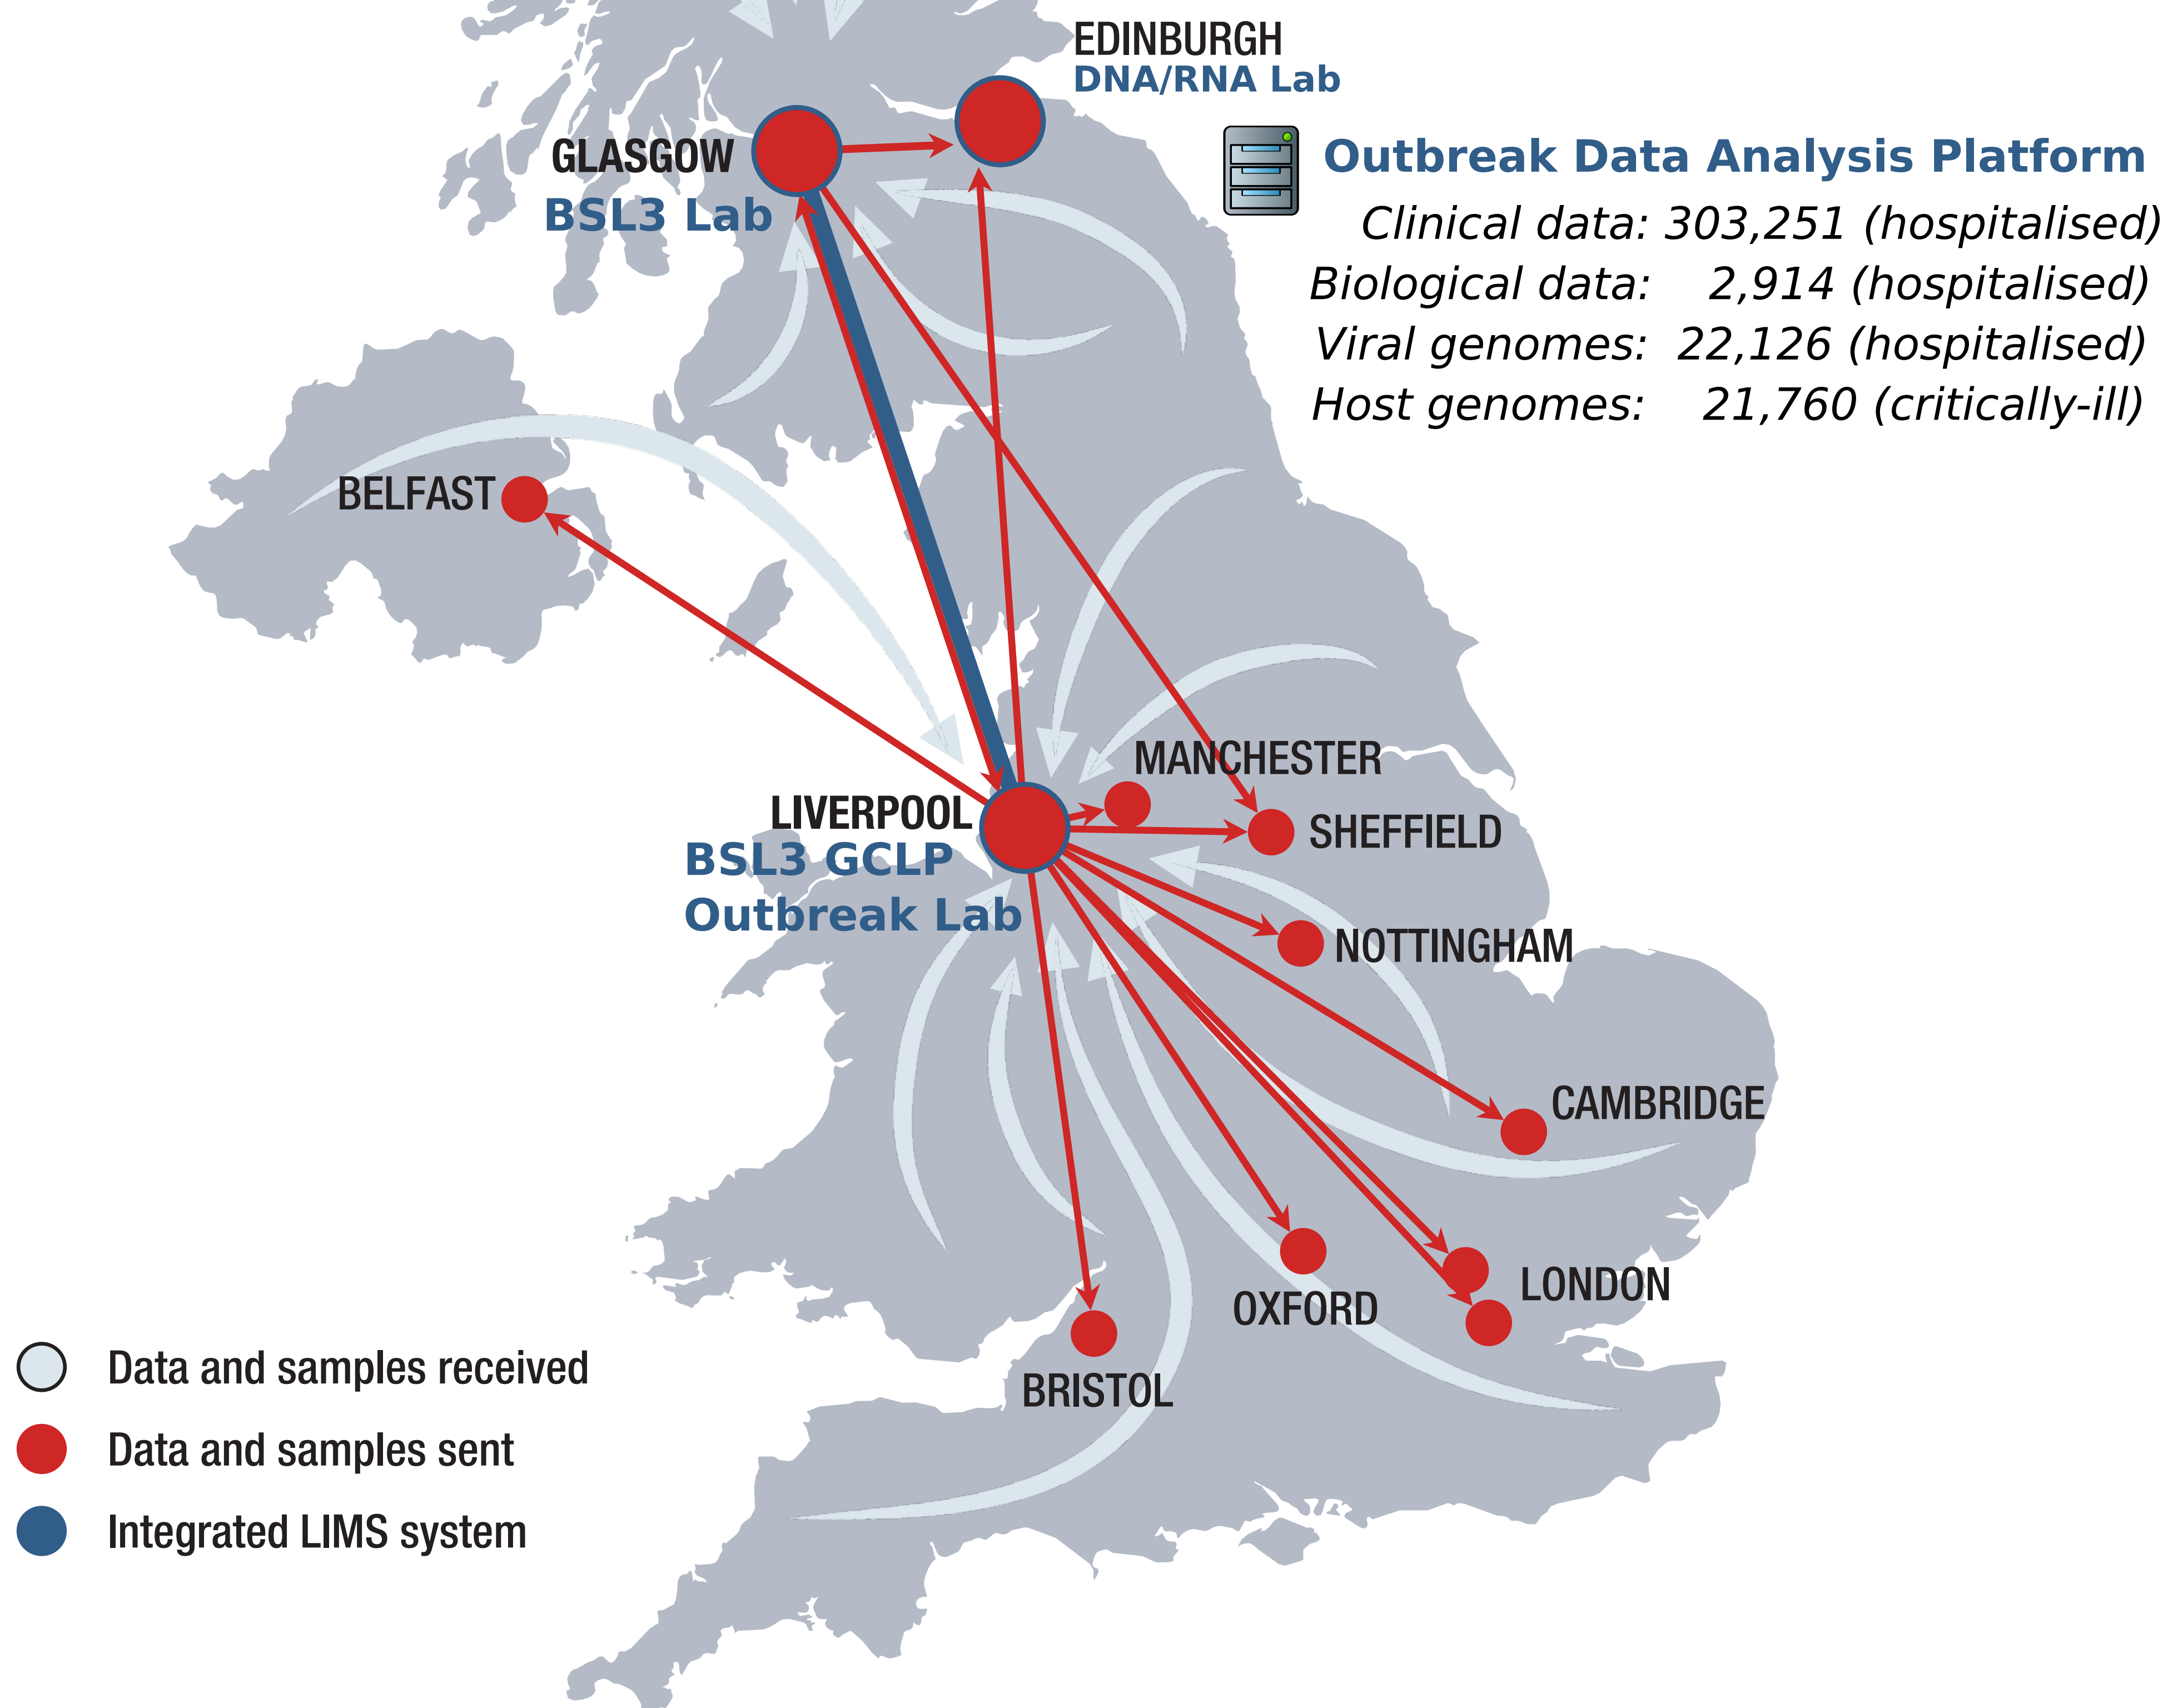 EDINBURGH
DNA/RNA Lab
GLASGOW
BSL3 Lab
Outbreak Data Analysis Platform
Clinical data: 303,251 (hospitalised)
Biological data: 2,914 (hospitalised)
Viral genomes: 22,126 (hospitalised)
Host genomes: 21,760 (critically-ill)
BELFAST
MANCHESTER
LIVERPOOL
BSL3 GCLP
Outbreak Lab
SHEFFIELD
NOTTINGHAM
CAMBRIDGE
LONDON
OXFORD
BRISTOL
Data and samples received
Data and samples sent
Integrated LIMS system